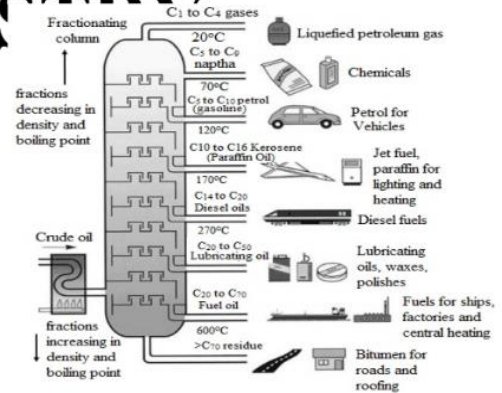 Fractionating
column
C1 to C4 gases
20°C
Liquefied petroleum gas
C5 to C9
naptha
Chemicals
70°C
fractions
decreasing in
density and
boiling point
C5 to C10 petrol
(gasoline)
Petrol for
Vehicles
120°C
C10 to C16 Kerosene
(Paraffin Oil)
Jet fuel,
paraffin for
lighting and
heating
170°C
C14 to C20
Diesel oils
Diesel fuels
270°C
Crude oil
C20 to C50
Lubricating oil
Lubricating
oils, waxes,
polishes
C20 to C70
Fuel oil
Fuels for ships,
factories and
central heating
600°C
fractions
increasing in
density and
boiling point
>C70 residue
Bitumen for
roads and
roofing